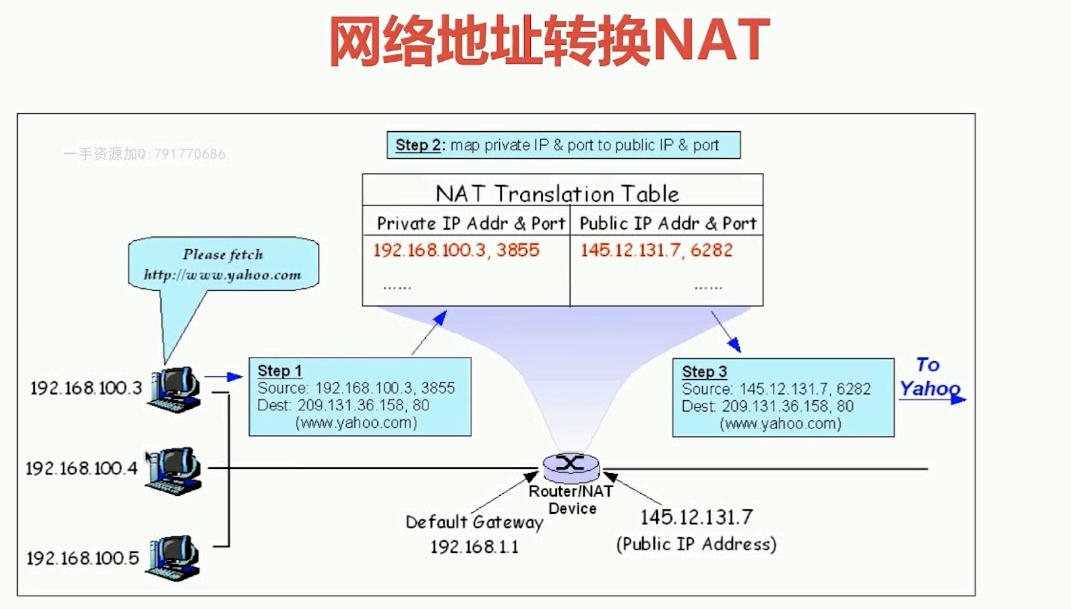 网络地址转换NAT
一手资源加Q:791770686
Step 2: map private IP & port to public IP & port
NAT Translation Table
Private IP Addr & Port
Public IP Addr & Port
192.168.100.3, 3855
145.12.131.7, 6282
......
......
Please fetch
http://www.yahoo.com
192.168.100.3
Step 1
Source: 192.168.100.3, 3855
Dest: 209.131.36.158, 80
(www.yahoo.com)
Step 3
Source: 145.12.131.7, 6282
Dest: 209.131.36.158, 80
(www.yahoo.com)
To
Yahoo
192.168.100.4
Router/NAT
Device
Default Gateway
192.168.1.1
145.12.131.7
(Public IP Address)
192.168.100.5